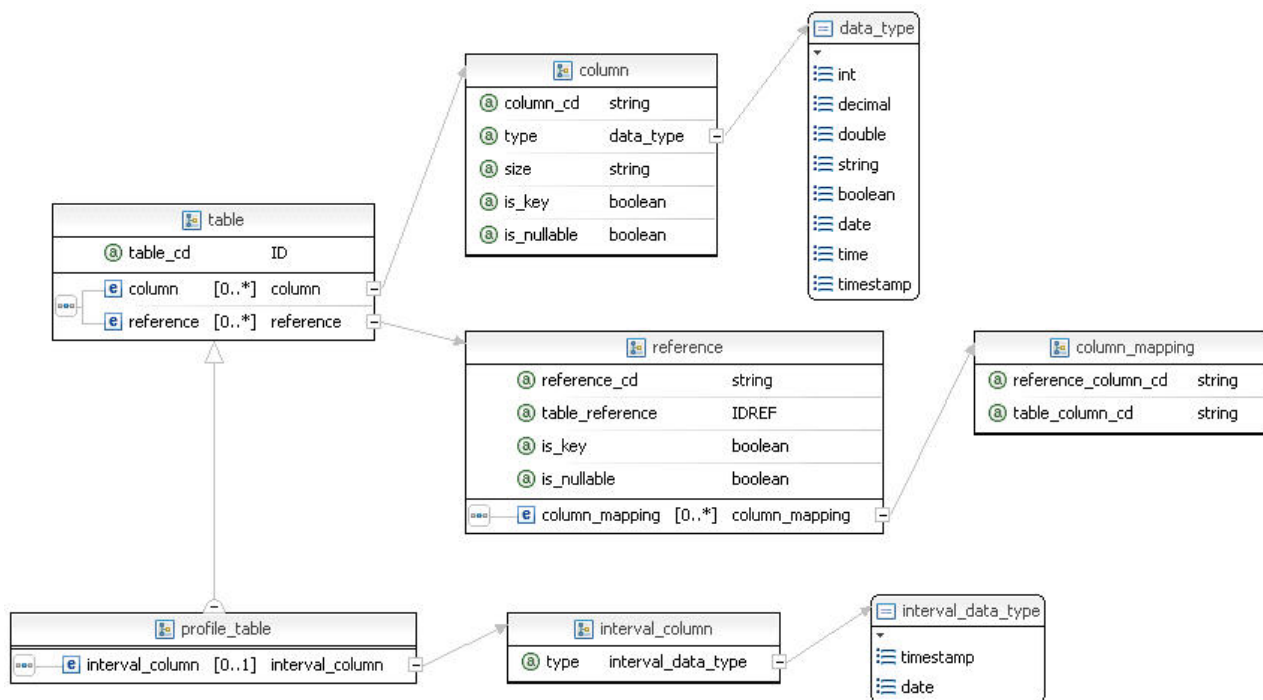 data_type
int
decimal
double
string
boolean
date
time
timestamp
column
column_cd string
type data_type
size string
is_key boolean
is_nullable boolean
table
table_cd ID
column [0..*] column
reference [0..*] reference
reference
reference_cd string
table_reference IDREF
is_key boolean
is_nullable boolean
column_mapping [0..*] column_mapping
column_mapping
reference_column_cd string
table_column_cd string
profile_table
interval_column [0..1] interval_column
interval_column
type interval_data_type
interval_data_type
timestamp
date